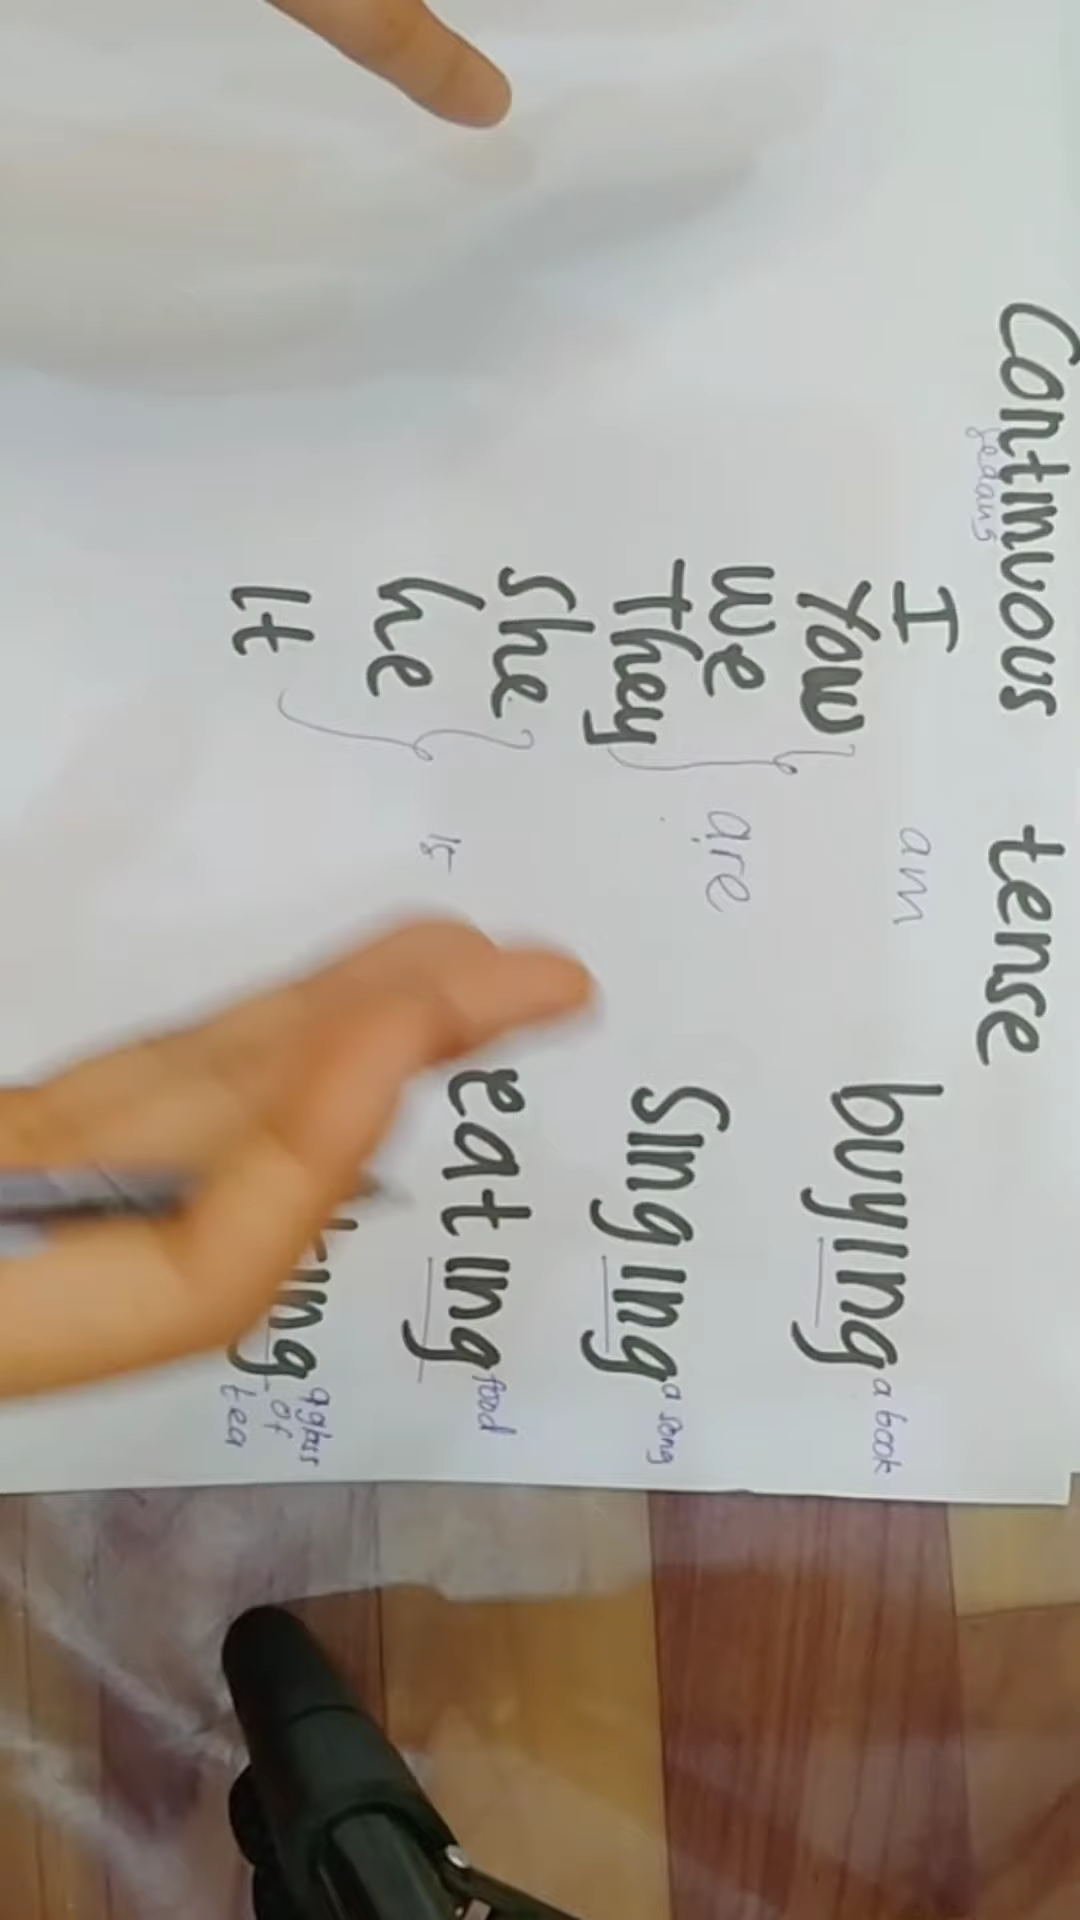 Continuous tense
sedang
I am buying a book
You
we are
They singing a song
she
he is eating food
It
a glass
of
tea